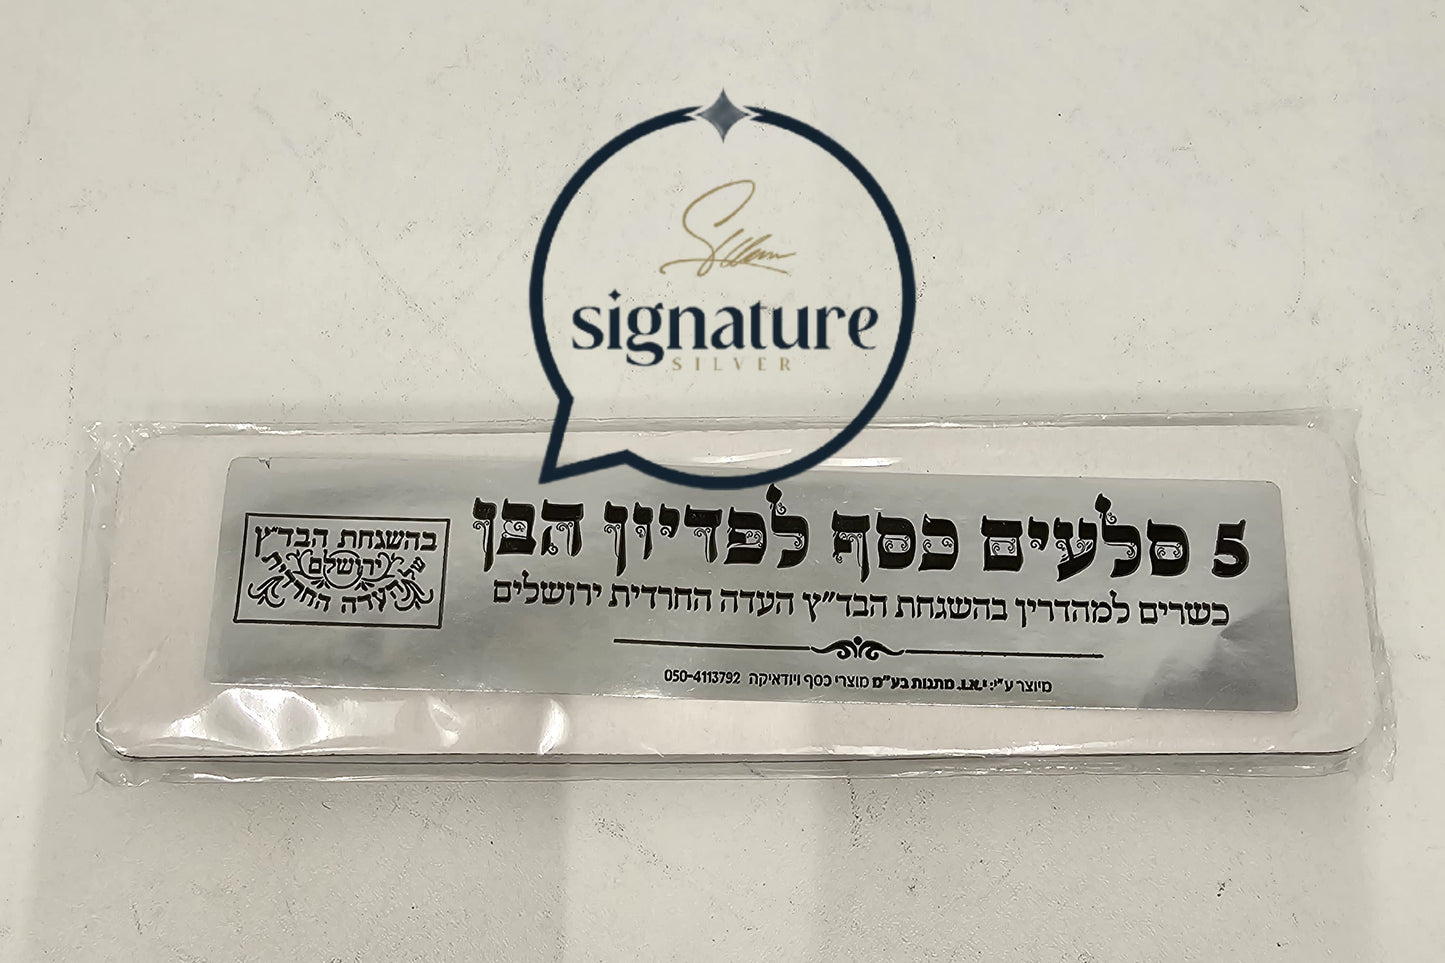 signature
SILVER
5 סלעים כסף לפדיון הבן
כשרים למהדרין בהשגחת הבד״ץ העדה החרדית ירושלים
מיוצר ע״י: י.א.ג. מתנות בע״מ מוצרי כסף ויודאיקה 050-4113792
בהשגחת הבד״ץ
ירושלים
העדה החרדית